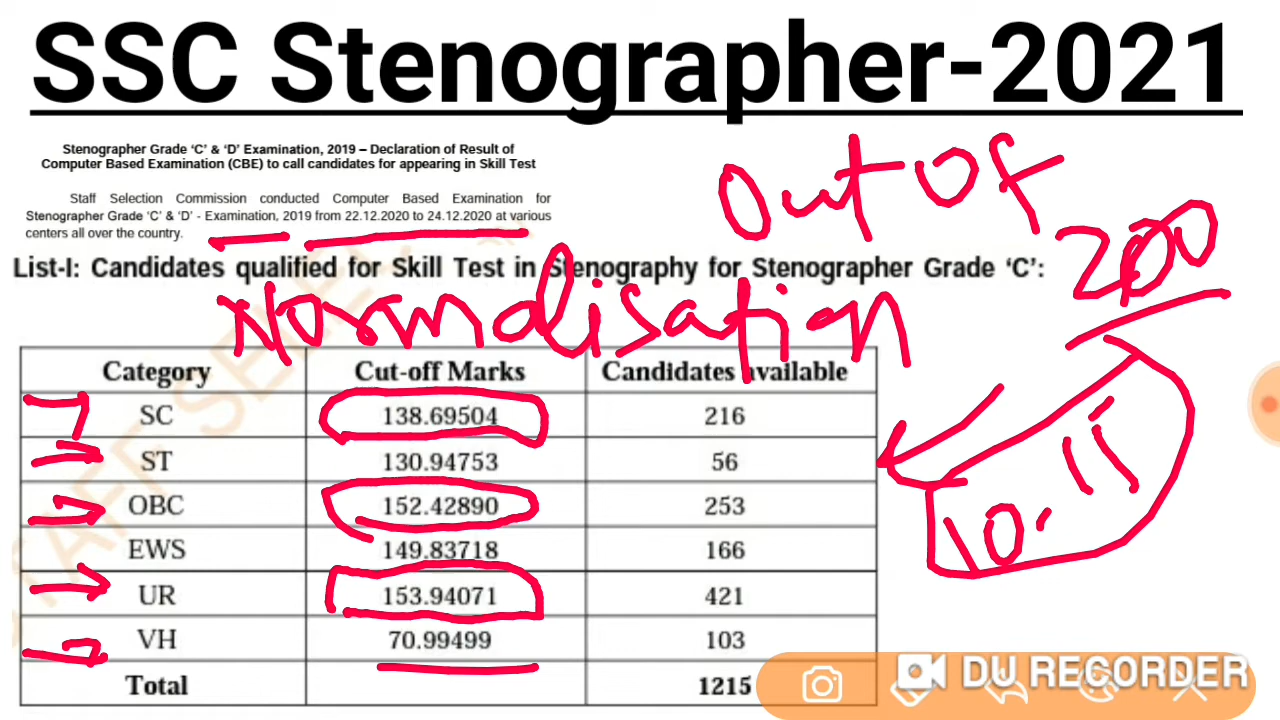 SSC Stenographer-2021
Stenographer Grade ‘C’ & ‘D’ Examination, 2019 – Declaration of Result of
Computer Based Examination (CBE) to call candidates for appearing in Skill Test
Staff Selection Commission conducted Computer Based Examination for
Stenographer Grade ‘C’ & ‘D’ - Examination, 2019 from 22.12.2020 to 24.12.2020 at various
centers all over the country.
Out Of
200
List-I: Candidates qualified for Skill Test in Stenography for Stenographer Grade ‘C’:
Normalisation
Category Cut-off Marks Candidates available
SC 138.69504 216
ST 130.94753 56
OBC 152.42890 253
EWS 149.83718 166
UR 153.94071 421
VH 70.99499 103
Total 1215
10.11
STAFF SELE
DU RECORDER